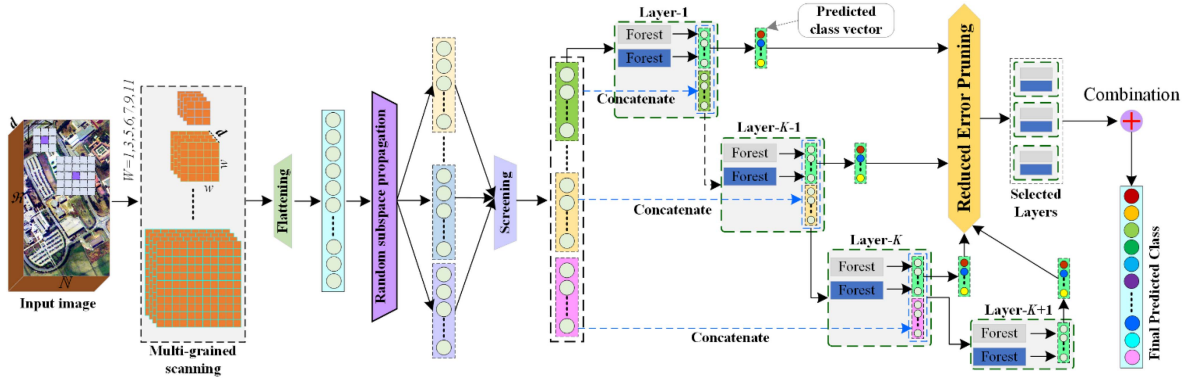 d
ℜ
N
Input image
W=1,3,5,6,7,9,11
d
w
w
Multi-grained
scanning
Flattening
Random subspace propagation
Screening
Layer-1
Forest
Forest
Concatenate
Predicted
class vector
Layer-K-1
Forest
Forest
Concatenate
Layer-K
Forest
Forest
Concatenate
Layer-K+1
Forest
Forest
Reduced Error Pruning
Selected
Layers
Combination
Final Predicted Class